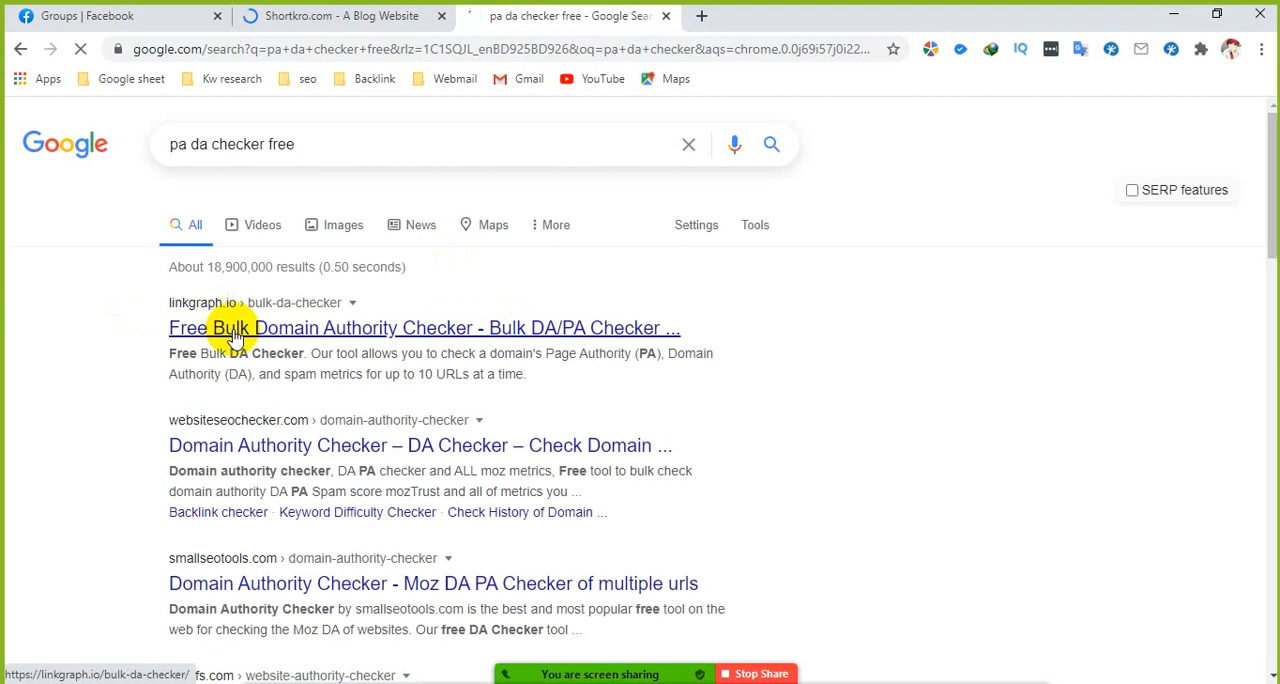 Groups | Facebook
Shortkro.com - A Blog Website
pa da checker free - Google Sear
google.com/search?q=pa+da+checker+free&rlz=1C1SQJL_enBD925BD926&oq=pa+da+checker&aqs=chrome.0.0j69i57j0i22...
IQ
Apps
Google sheet
Kw research
seo
Backlink
Webmail
Gmail
YouTube
Maps
Google
pa da checker free
SERP features
All
Videos
Images
News
Maps
More
Settings
Tools
About 18,900,000 results (0.50 seconds)
linkgraph.io › bulk-da-checker
Free Bulk Domain Authority Checker - Bulk DA/PA Checker ...
Free Bulk DA Checker. Our tool allows you to check a domain's Page Authority (PA), Domain
Authority (DA), and spam metrics for up to 10 URLs at a time.
websiteseochecker.com › domain-authority-checker
Domain Authority Checker – DA Checker – Check Domain ...
Domain authority checker, DA PA checker and ALL moz metrics, Free tool to bulk check
domain authority DA PA Spam score mozTrust and all of metrics you ...
Backlink checker · Keyword Difficulty Checker · Check History of Domain ...
smallseotools.com › domain-authority-checker
Domain Authority Checker - Moz DA PA Checker of multiple urls
Domain Authority Checker by smallseotools.com is the best and most popular free tool on the
web for checking the Moz DA of websites. Our free DA Checker tool ...
https://linkgraph.io/bulk-da-checker/
fs.com › website-authority-checker
You are screen sharing
Stop Share